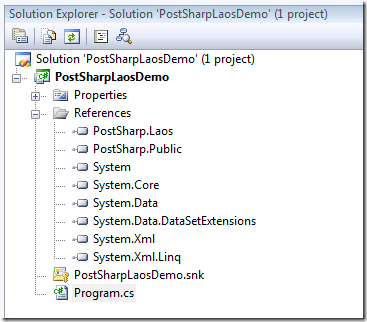 Solution Explorer - Solution 'PostSharpLaosDemo' (1 project)
Solution 'PostSharpLaosDemo' (1 project)
PostSharpLaosDemo
Properties
References
PostSharp.Laos
PostSharp.Public
System
System.Core
System.Data
System.Data.DataSetExtensions
System.Xml
System.Xml.Linq
PostSharpLaosDemo.snk
Program.cs